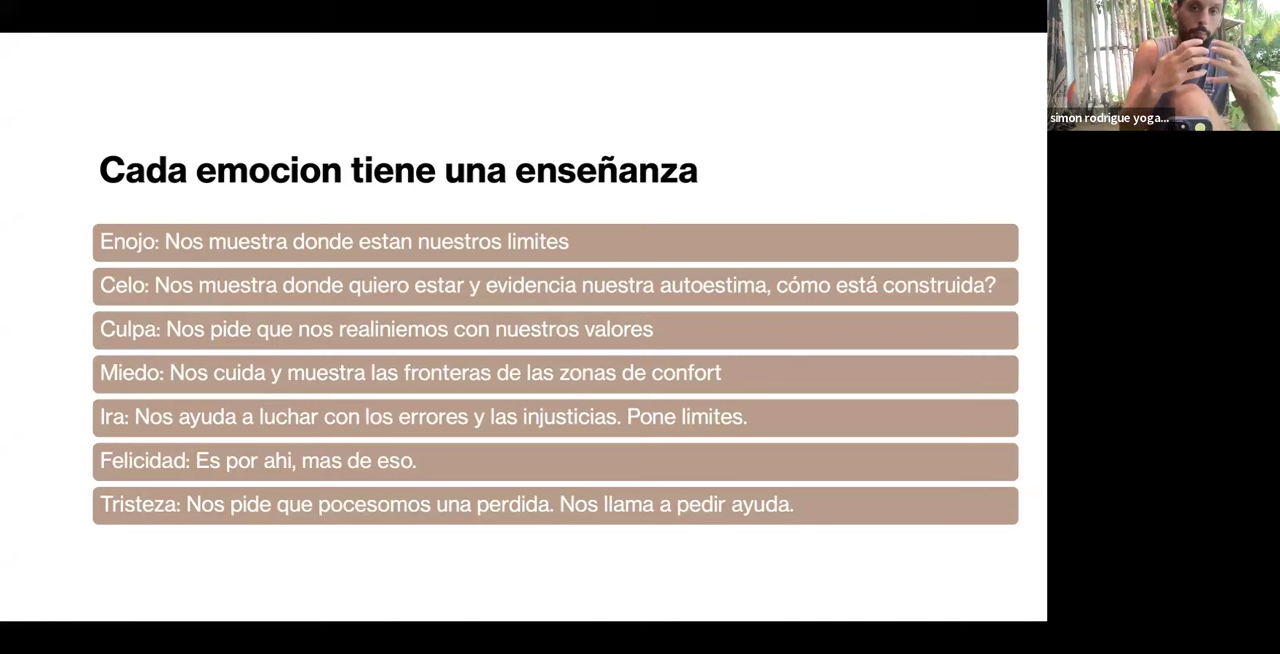 simon rodrigue yoga...
Cada emocion tiene una enseñanza
Enojo: Nos muestra donde estan nuestros limites
Celo: Nos muestra donde quiero estar y evidencia nuestra autoestima, cómo está construida?
Culpa: Nos pide que nos realiniemos con nuestros valores
Miedo: Nos cuida y muestra las fronteras de las zonas de confort
Ira: Nos ayuda a luchar con los errores y las injusticias. Pone limites.
Felicidad: Es por ahi, mas de eso.
Tristeza: Nos pide que pocesomos una perdida. Nos llama a pedir ayuda.